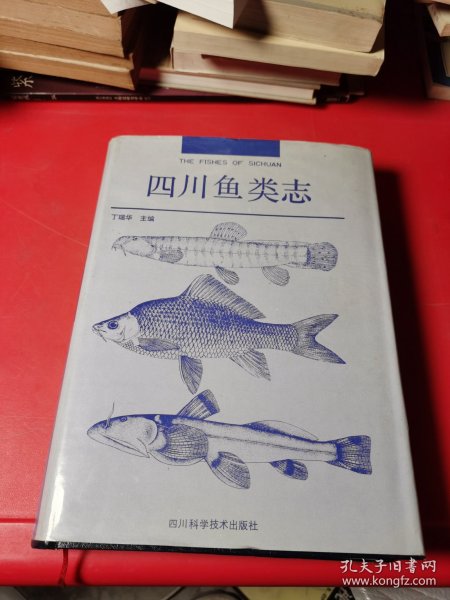 THE FISHES OF SICHUAN
四川鱼类志
丁瑞华 主编
四川科学技术出版社
孔夫子旧书网
www.kongfz.com